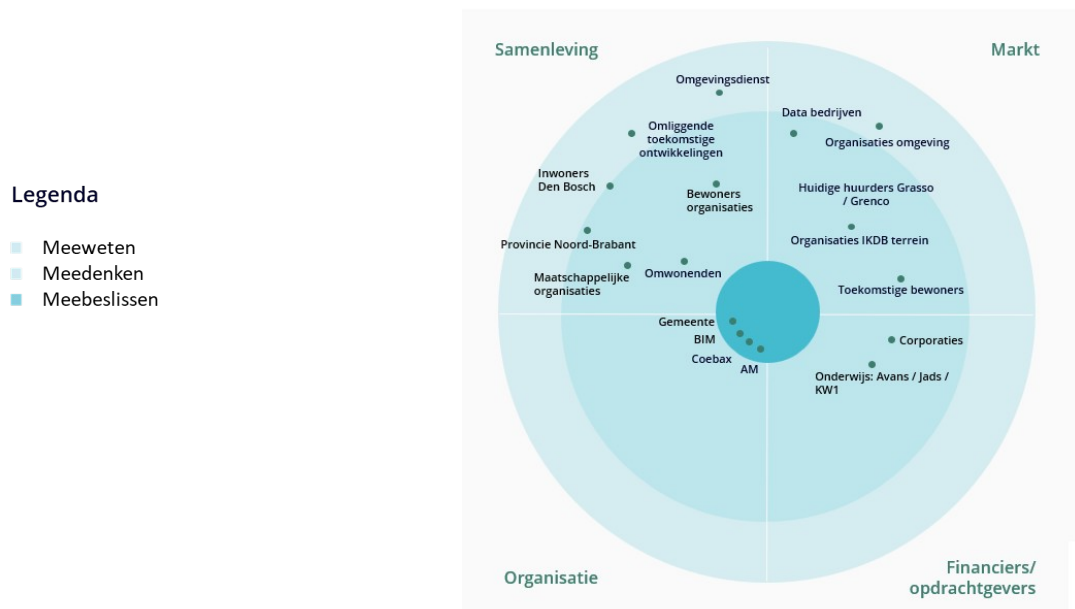 Samenleving
Markt
Legenda
Meeweten
Meedenken
Meebeslissen
Omgevingsdienst
Omliggende
toekomstige
ontwikkelingen
Inwoners
Den Bosch
Bewoners
organisaties
Provincie Noord-Brabant
Maatschappelijke
organisaties
Omwonenden
Data bedrijven
Organisaties omgeving
Huidige huurders Grasso
/ Grenco
Organisaties IKDB terrein
Toekomstige bewoners
Gemeente
BIM
Coebax
AM
Corporaties
Onderwijs: Avans / Jads /
KW1
Organisatie
Financiers/
opdrachtgevers